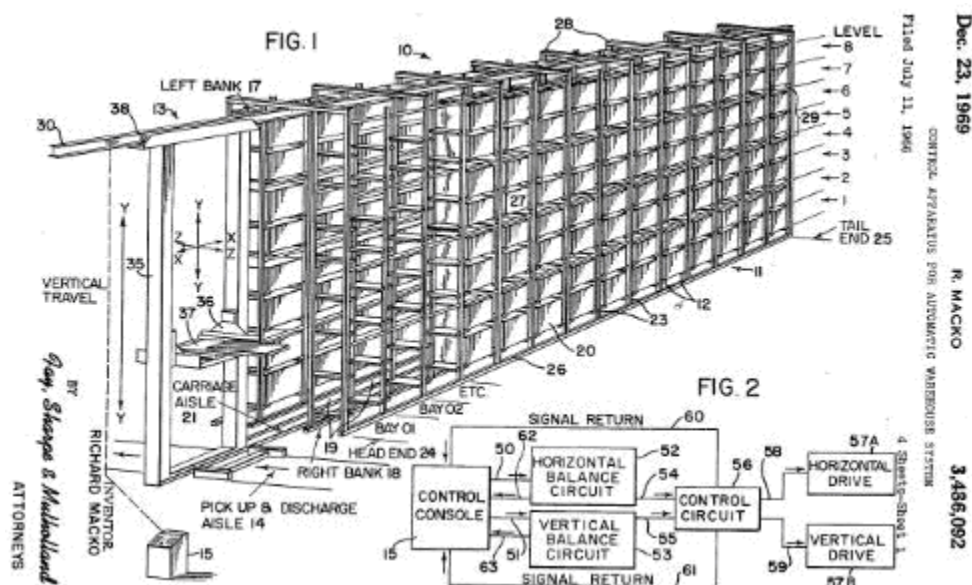 Dec. 23, 1969
R. MACKO
3,486,092
CONTROL APPARATUS FOR AUTOMATIC WAREHOUSE SYSTEM
Filed July 11, 1966
4 Sheets-Sheet 1
FIG. 1
10
28
LEVEL
8
7
6
5
4
3
2
1
29
LEFT BANK 17
13
38
30
Y
Y
Y
Y
Z
X
X
Z
35
VERTICAL
TRAVEL
36
37
27
TAIL
END 25
11
12
23
20
26
CARRIAGE
AISLE
21
ETC.
BAY 02
BAY 01
19
HEAD END 24
RIGHT BANK 18
PICK UP & DISCHARGE
AISLE 14
15
FIG. 2
SIGNAL RETURN
60
50
62
52
HORIZONTAL
BALANCE
CIRCUIT
54
56
58
57A
HORIZONTAL
DRIVE
CONTROL
CONSOLE
15
CONTROL
CIRCUIT
51
63
VERTICAL
BALANCE
CIRCUIT
53
55
59
VERTICAL
DRIVE
SIGNAL RETURN
61
INVENTOR
RICHARD MACKO
BY
Fay, Sharpe & Mulholland
ATTORNEYS